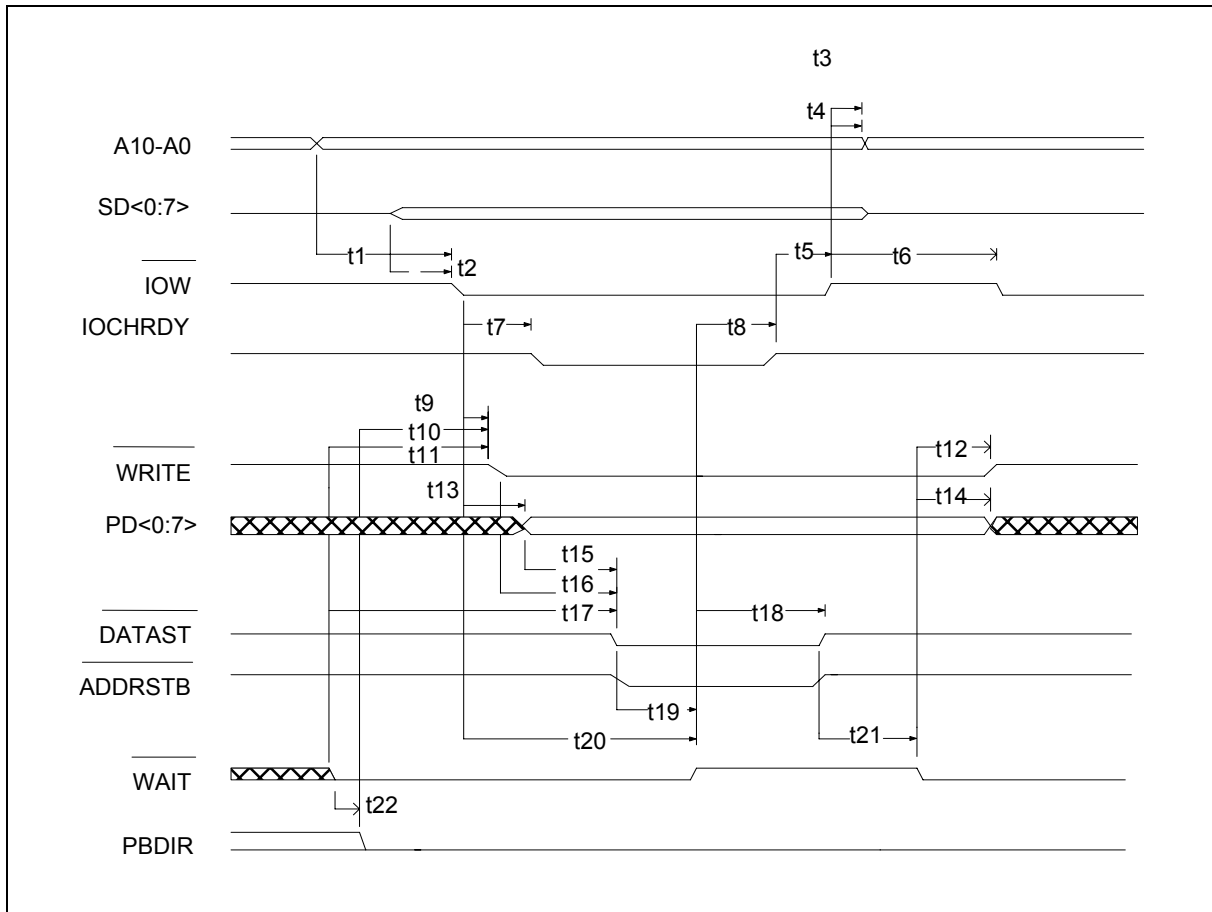 t3
t4
A10-A0
SD<0:7>
t1
t5
t6
t2
IOW
IOCHRDY
t7
t8
t9
t10
t11
t12
WRITE
t13
t14
PD<0:7>
t15
t16
t17
t18
DATAST
ADDRSTB
t19
t20
t21
WAIT
t22
PBDIR